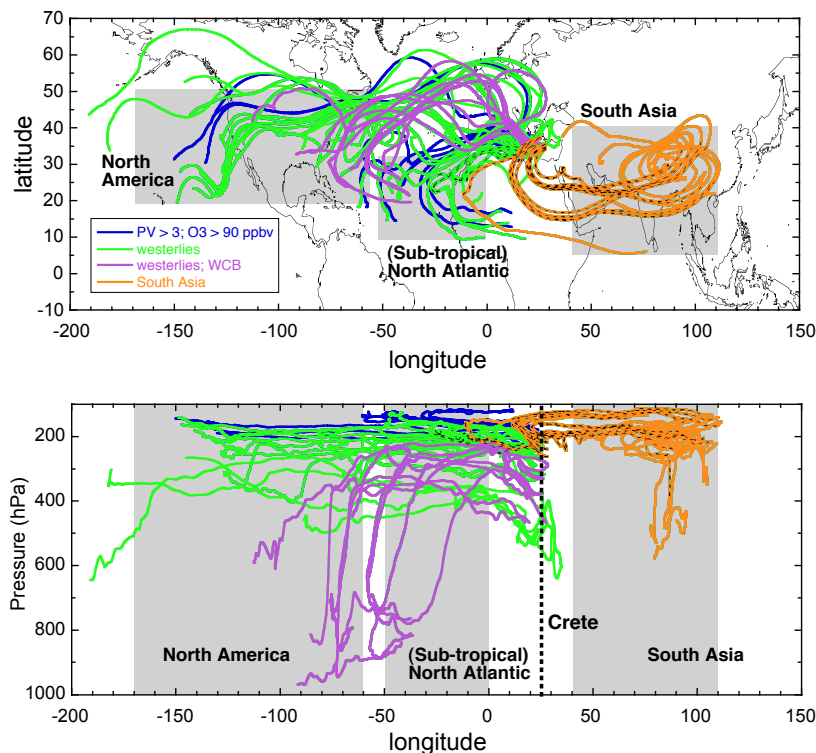 70
60
50
40
30
20
10
0
-10
latitude
South Asia
North
America
(Sub-tropical)
North Atlantic
PV > 3; O3 > 90 ppbv
westerlies
westerlies; WCB
South Asia
-200 -150 -100 -50 0 50 100 150
longitude
200
400
600
800
1000
Pressure (hPa)
Crete
North America
(Sub-tropical)
North Atlantic
South Asia
-200 -150 -100 -50 0 50 100 150
longitude